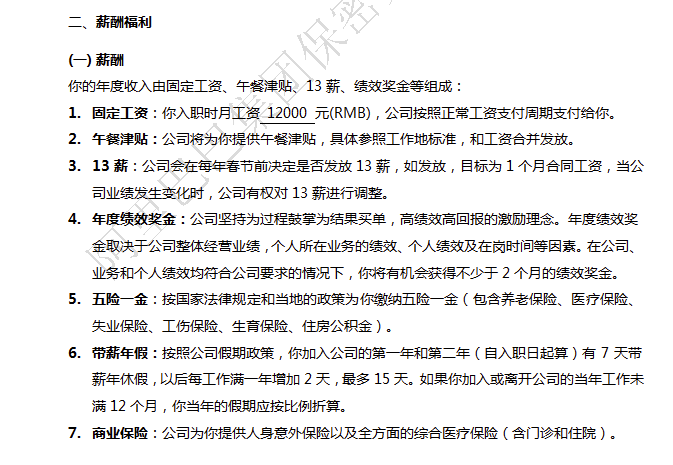 二、薪酬福利
(一) 薪酬
你的年度收入由固定工资、午餐津贴、13 薪、绩效奖金等组成：
1. 固定工资：你入职时月工资 12000 元(RMB)，公司按照正常工资支付周期支付给你。
2. 午餐津贴：公司将为你提供午餐津贴，具体参照工作地标准，和工资合并发放。
3. 13 薪：公司会在每年春节前决定是否发放 13 薪，如发放，目标为 1 个月合同工资，当公
司业绩发生变化时，公司有权对 13 薪进行调整。
4. 年度绩效奖金：公司坚持为过程鼓掌为结果买单，高绩效高回报的激励理念。年度绩效奖
金取决于公司整体经营业绩，个人所在业务的绩效、个人绩效及在岗时间等因素。在公司、
业务和个人绩效均符合公司要求的情况下，你将有机会获得不少于 2 个月的绩效奖金。
5. 五险一金：按国家法律规定和当地的政策为你缴纳五险一金（包含养老保险、医疗保险、
失业保险、工伤保险、生育保险、住房公积金）。
6. 带薪年假：按照公司假期政策，你加入公司的第一年和第二年（自入职日起算）有 7 天带
薪年休假，以后每工作满一年增加 2 天，最多 15 天。如果你加入或离开公司的当年工作未
满 12 个月，你当年的假期应按比例折算。
7. 商业保险：公司为你提供人身意外保险以及全方面的综合医疗保险（含门诊和住院）。
阿里巴巴集团保密